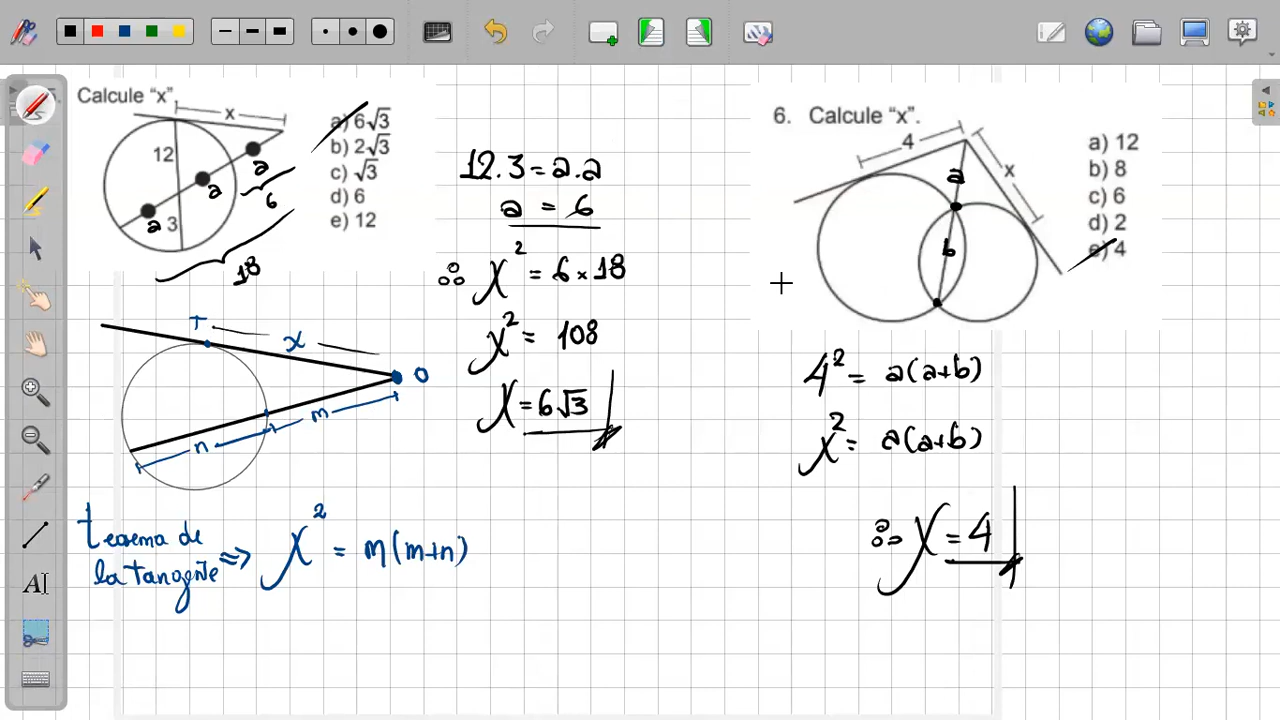 Calcule “x”.
x
12
3
a
a
a
6
18
a) 6√3
b) 2√3
c) √3
d) 6
e) 12
12.3 = a.a
a = 6
∴ x² = 6 × 18
x² = 108
x = 6√3
T
x
O
m
n
teorema de
la tangente ⇒ x² = m(m+n)
6. Calcule “x”.
4
x
a
b
a) 12
b) 8
c) 6
d) 2
e) 4
4² = a(a+b)
x² = a(a+b)
∴ x = 4